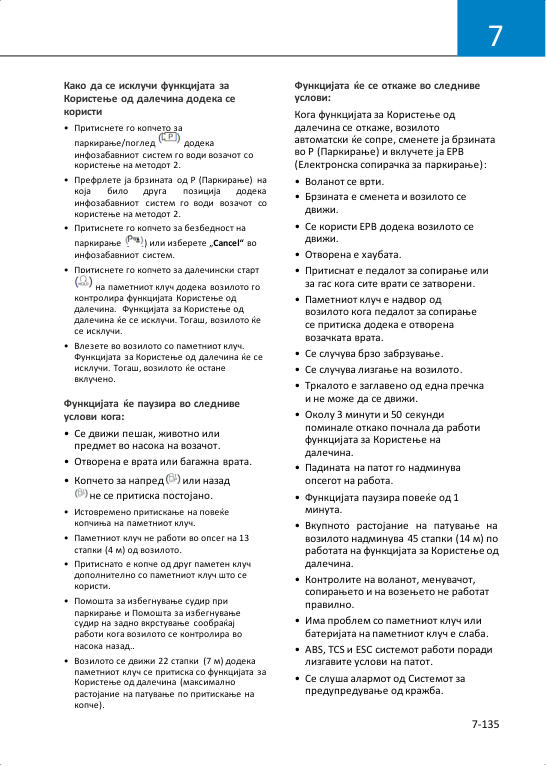 7
Како да се исклучи функцијата за
Користење од далечина додека се
користи
• Притиснете го копчето за
паркирање/поглед (P) додека
инфозабавниот систем го води возачот со
користење на методот 2.
• Префрлете ја брзината од P (Паркирање) на
која било друга позиција додека
инфозабавниот систем го води возачот со
користење на методот 2.
• Притиснете го копчето за безбедност на
паркирање ( ) или изберете „Cancel“ во
инфозабавниот систем.
• Притиснете го копчето за далечински старт
( ) на паметниот клуч додека возилото го
контролира функцијата Користење од
далечина. Функцијата за Користење од
далечина ќе се исклучи. Тогаш, возилото ќе
се исклучи.
• Влезете во возилото со паметниот клуч.
Функцијата за Користење од далечина ќе се
исклучи. Тогаш, возилото ќе остане
вклучено.
Функцијата ќе паузира во следниве
услови кога:
• Се движи пешак, животно или
предмет во насока на возачот.
• Отворена е врата или багажна врата.
• Копчето за напред ( ) или назад
( ) не се притиска постојано.
• Истовремено притискање на повеќе
копчиња на паметниот клуч.
• Паметниот клуч не работи во опсег на 13
стапки (4 м) од возилото.
• Притиснато е копче од друг паметен клуч
дополнително со паметниот клуч што се
користи.
• Помошта за избегнување судир при
паркирање и Помошта за избегнување
судир на задно вкрстување сообраќај
работи кога возилото се контролира во
насока назад..
• Возилото се движи 22 стапки (7 м) додека
паметниот клуч се притиска со функцијата за
Користење од далечина (максимално
растојание на патување по притискање на
копче).
Функцијата ќе се откаже во следниве
услови:
Кога функцијата за Користење од
далечина се откаже, возилото
автоматски ќе сопре, сменете ја брзината
во P (Паркирање) и вклучете ја EPB
(Електронска сопирачка за паркирање):
• Воланот се врти.
• Брзината е сменета и возилото се
движи.
• Се користи EPB додека возилото се
движи.
• Отворена е хаубата.
• Притиснат е педалот за сопирање или
за гас кога сите врати се затворени.
• Паметниот клуч е надвор од
возилото кога педалот за сопирање
се притиска додека е отворена
возачката врата.
• Се случува брзо забрзување.
• Се случува лизгање на возилото.
• Тркалото е заглавено од една пречка
и не може да се движи.
• Околу 3 минути и 50 секунди
поминале откако почнала да работи
функцијата за Користење на
далечина.
• Падината на патот го надминува
опсегот на работа.
• Функцијата паузира повеќе од 1
минута.
• Вкупното растојание на патување на
возилото надминува 45 стапки (14 м) по
работата на функцијата за Користење од
далечина.
• Контролите на воланот, менувачот,
сопирањето и на возењето не работат
правилно.
• Има проблем со паметниот клуч или
батеријата на паметниот клуч е слаба.
• ABS, TCS и ESC системот работи поради
лизгавите услови на патот.
• Се слуша алармот од Системот за
предупредување од кражба.
7-135